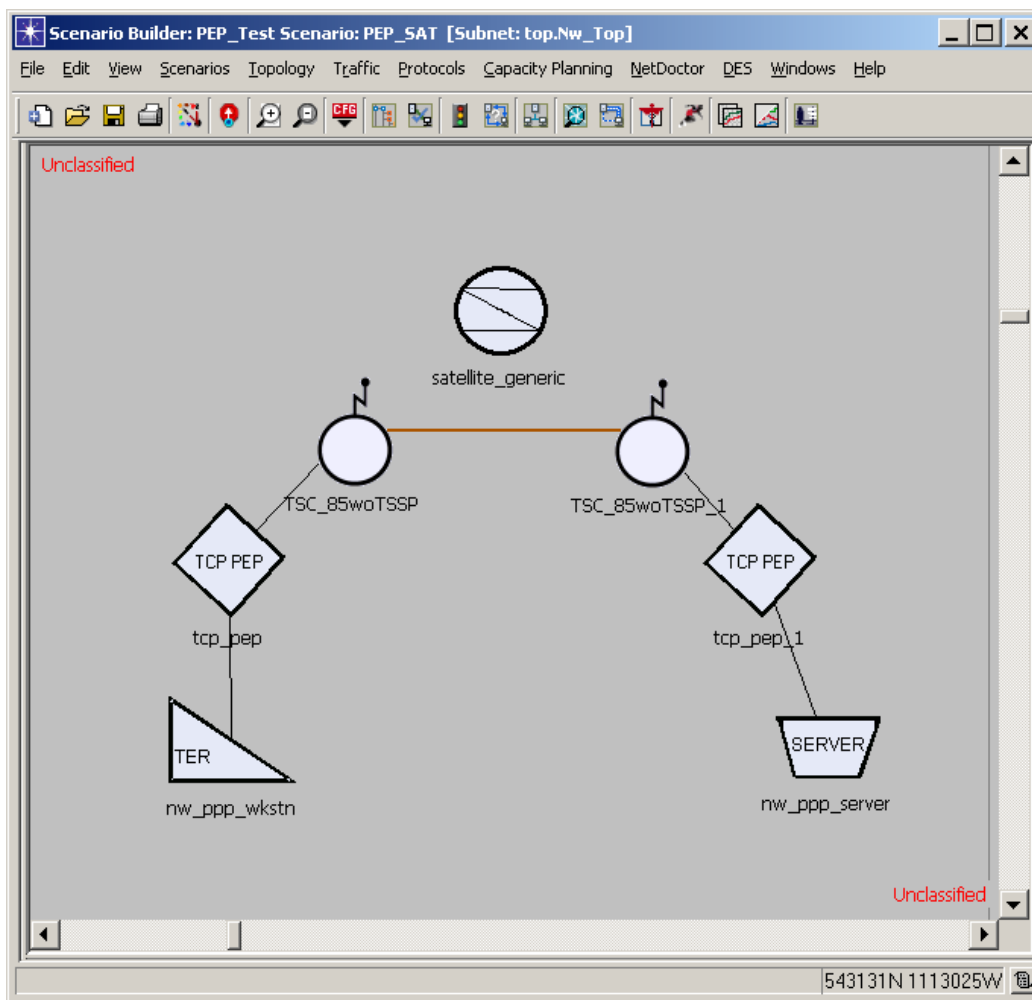 Scenario Builder: PEP_Test Scenario: PEP_SAT [Subnet: top.Nw_Top]
File Edit View Scenarios Topology Traffic Protocols Capacity Planning NetDoctor DES Windows Help
CFG
Unclassified
satellite_generic
TSC_85woTSSP
TSC_85woTSSP_1
TCP PEP
TCP PEP
tcp_pep
tcp_pep_1
TER
SERVER
nw_ppp_wkstn
nw_ppp_server
Unclassified
543131N 1113025W